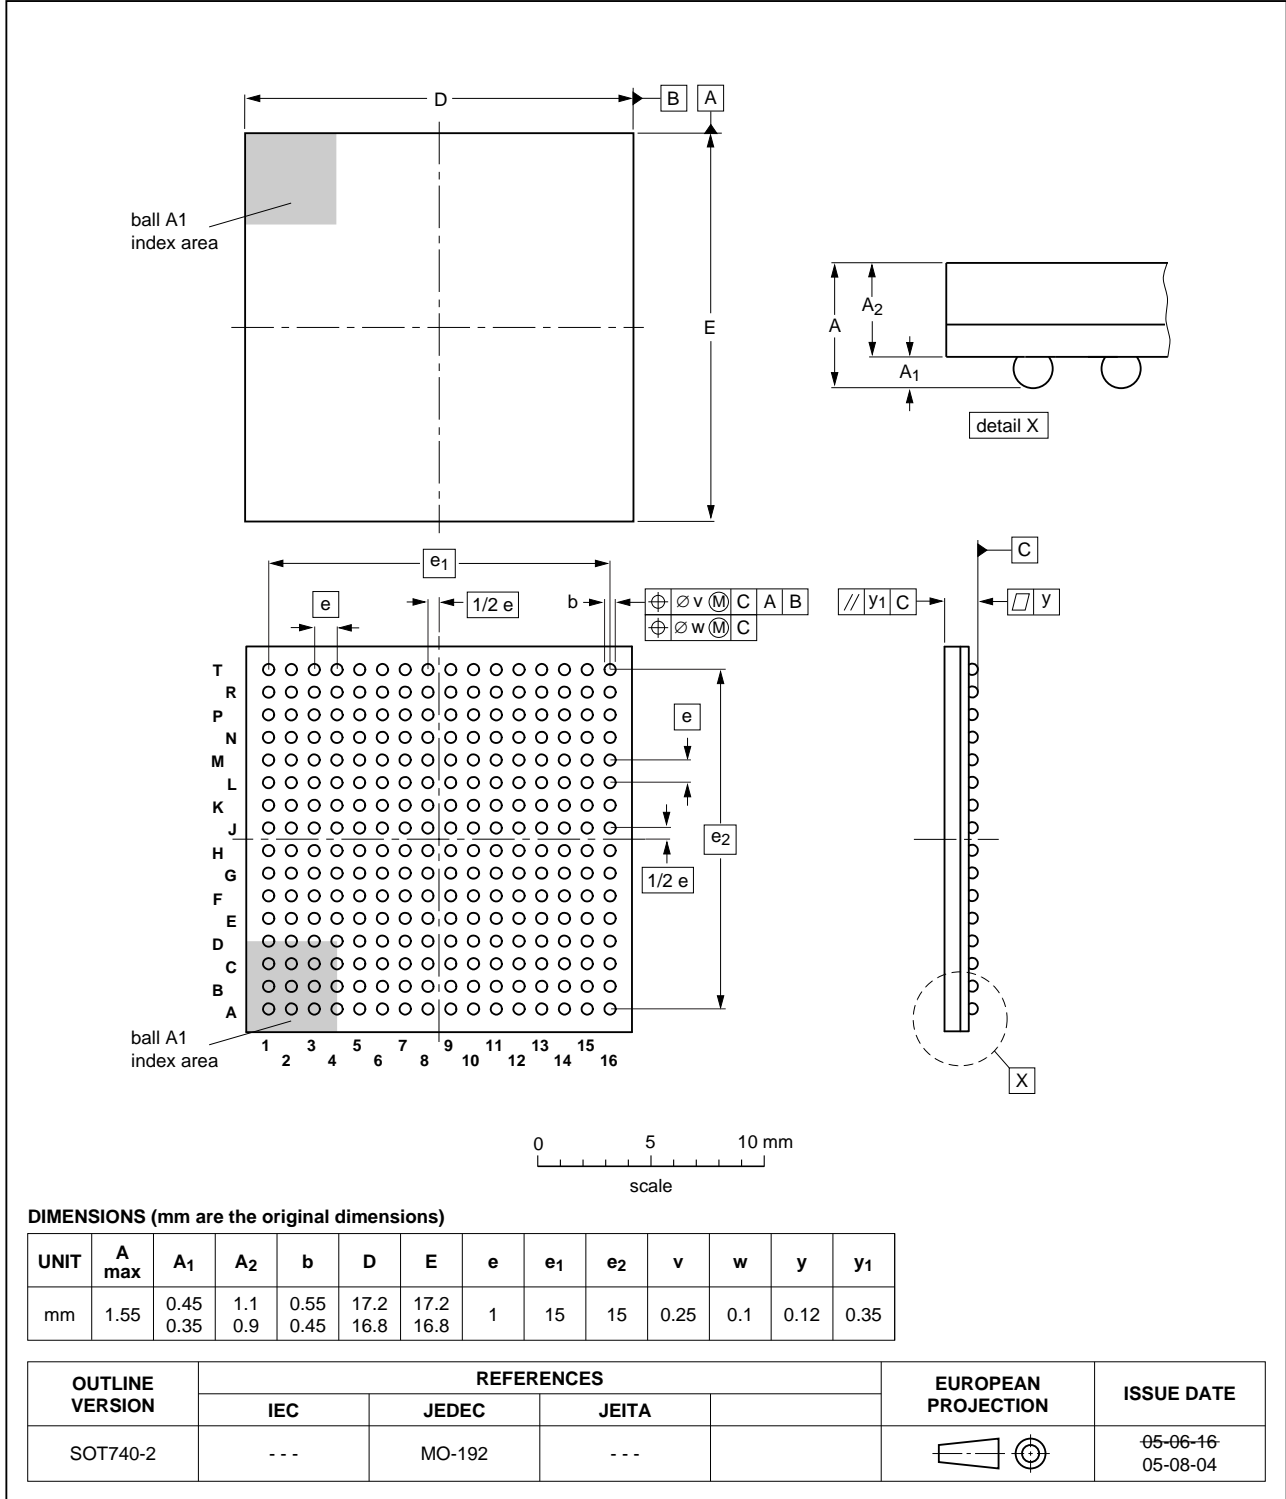 D
B
A
ball A1
index area
E
A
A2
A1
detail X
e1
e
1/2 e
b
⌀ v Ⓜ C A B
⌀ w Ⓜ C
// y1 C
C
y
T
R
P
N
M
L
K
J
H
G
F
E
D
C
B
A
e
e2
1/2 e
ball A1
index area
1 3 5 7 9 11 13 15
2 4 6 8 10 12 14 16
X
0 5 10 mm
scale
DIMENSIONS (mm are the original dimensions)
UNIT A max A1 A2 b D E e e1 e2 v w y y1
mm 1.55 0.45 0.35 1.1 0.9 0.55 0.45 17.2 16.8 17.2 16.8 1 15 15 0.25 0.1 0.12 0.35
OUTLINE VERSION REFERENCES EUROPEAN PROJECTION ISSUE DATE
IEC JEDEC JEITA
SOT740-2 - - - MO-192 - - - 05-06-16
05-08-04